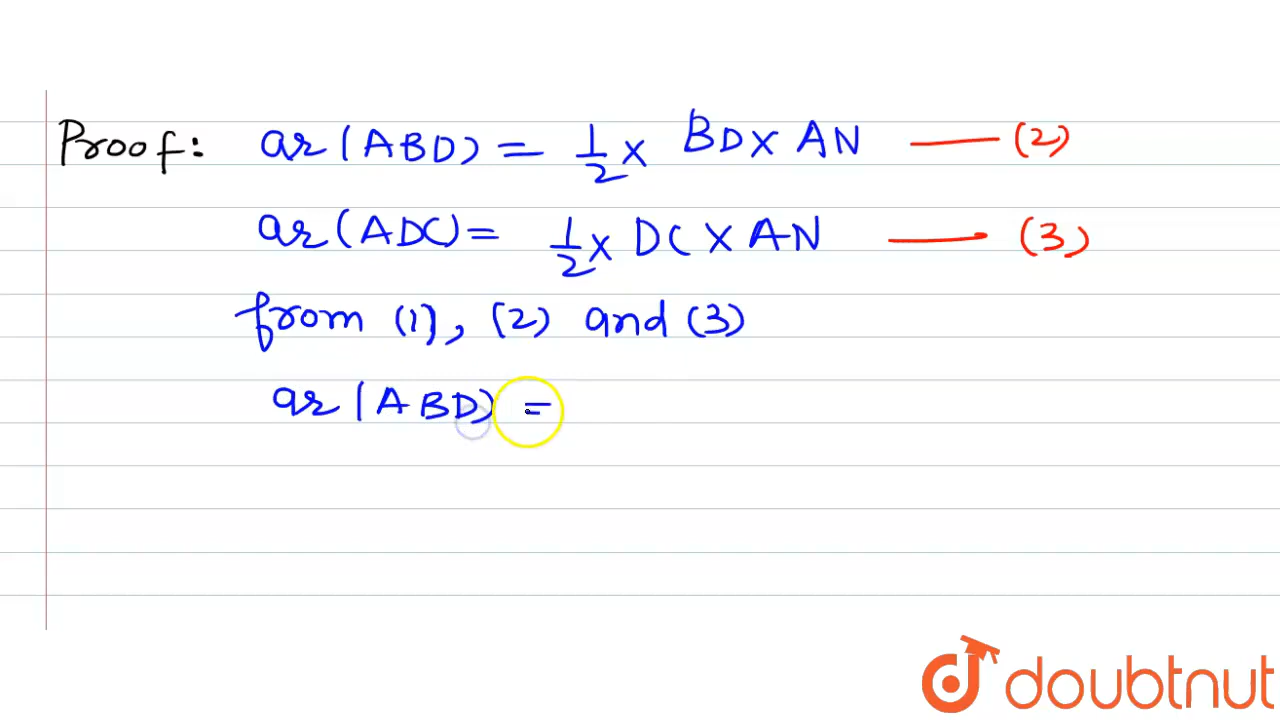 Proof: ar(ABD) = 1/2 × BD × AN —— (2)
ar(ADC) = 1/2 × DC × AN —— (3)
from (1), (2) and (3)
ar(ABD) =
doubtnut